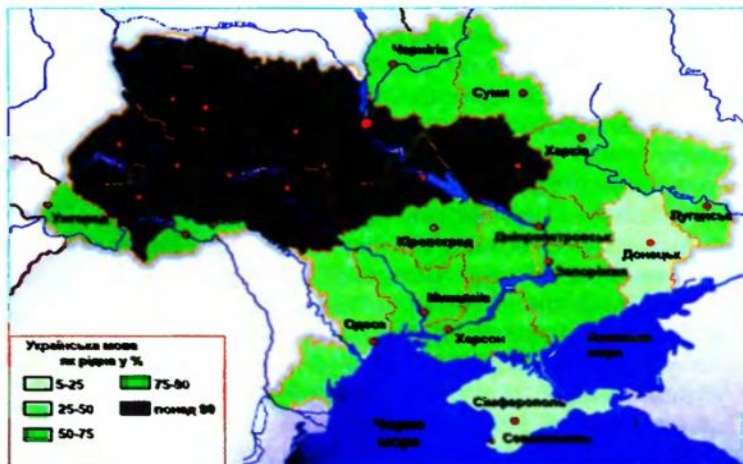 Чернігів
Суми
Харків
Луганськ
Ужгород
Кіровоград
Дніпропетровськ
Донецьк
Запоріжжя
Миколаїв
Одеса
Херсон
Азовське
море
Українська мова
як рідна у %
5-25
75-90
25-50
понад 90
50-75
Чорне
море
Сімферополь
Севастополь